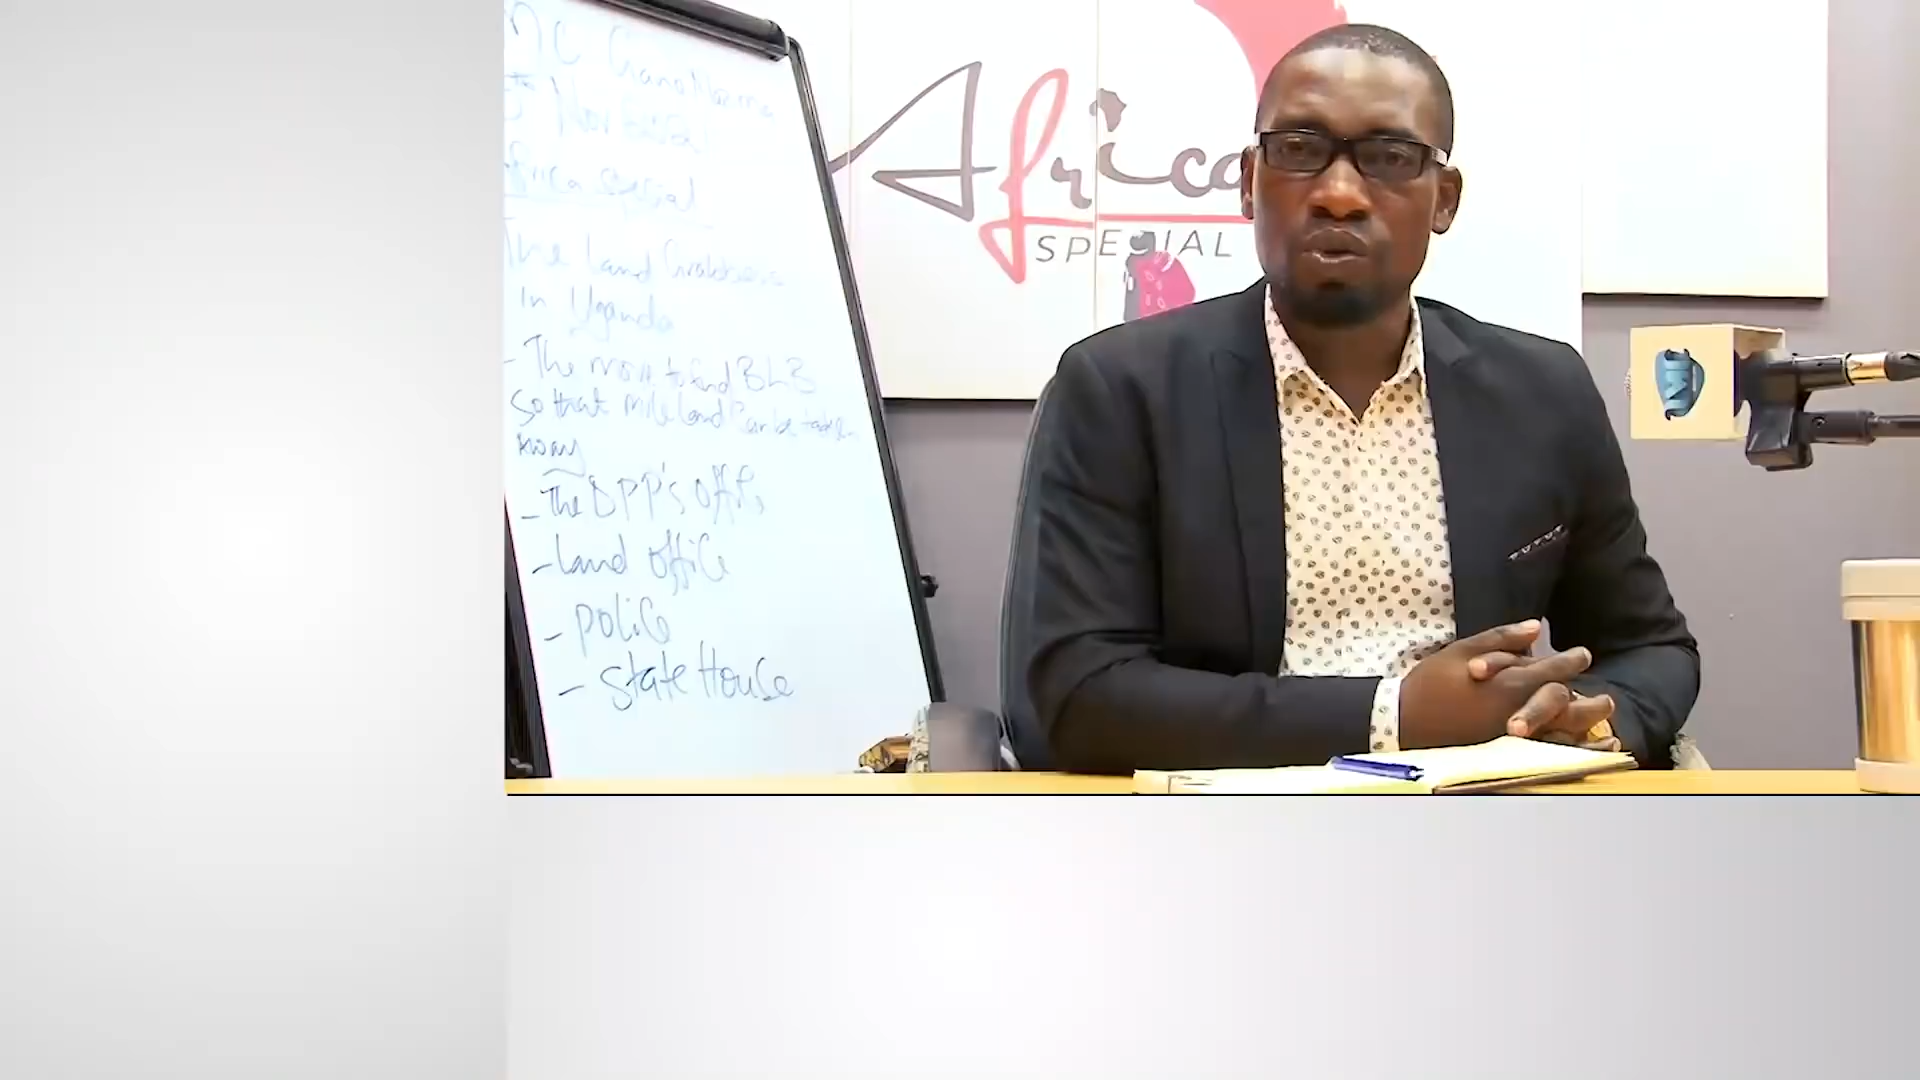 Africa
SPECIAL
Africa special
The Land Grabbers
In Uganda
- The move to end BLB
so that mile land can be taken
away
- The DPP's office
- land office
- police
- state House